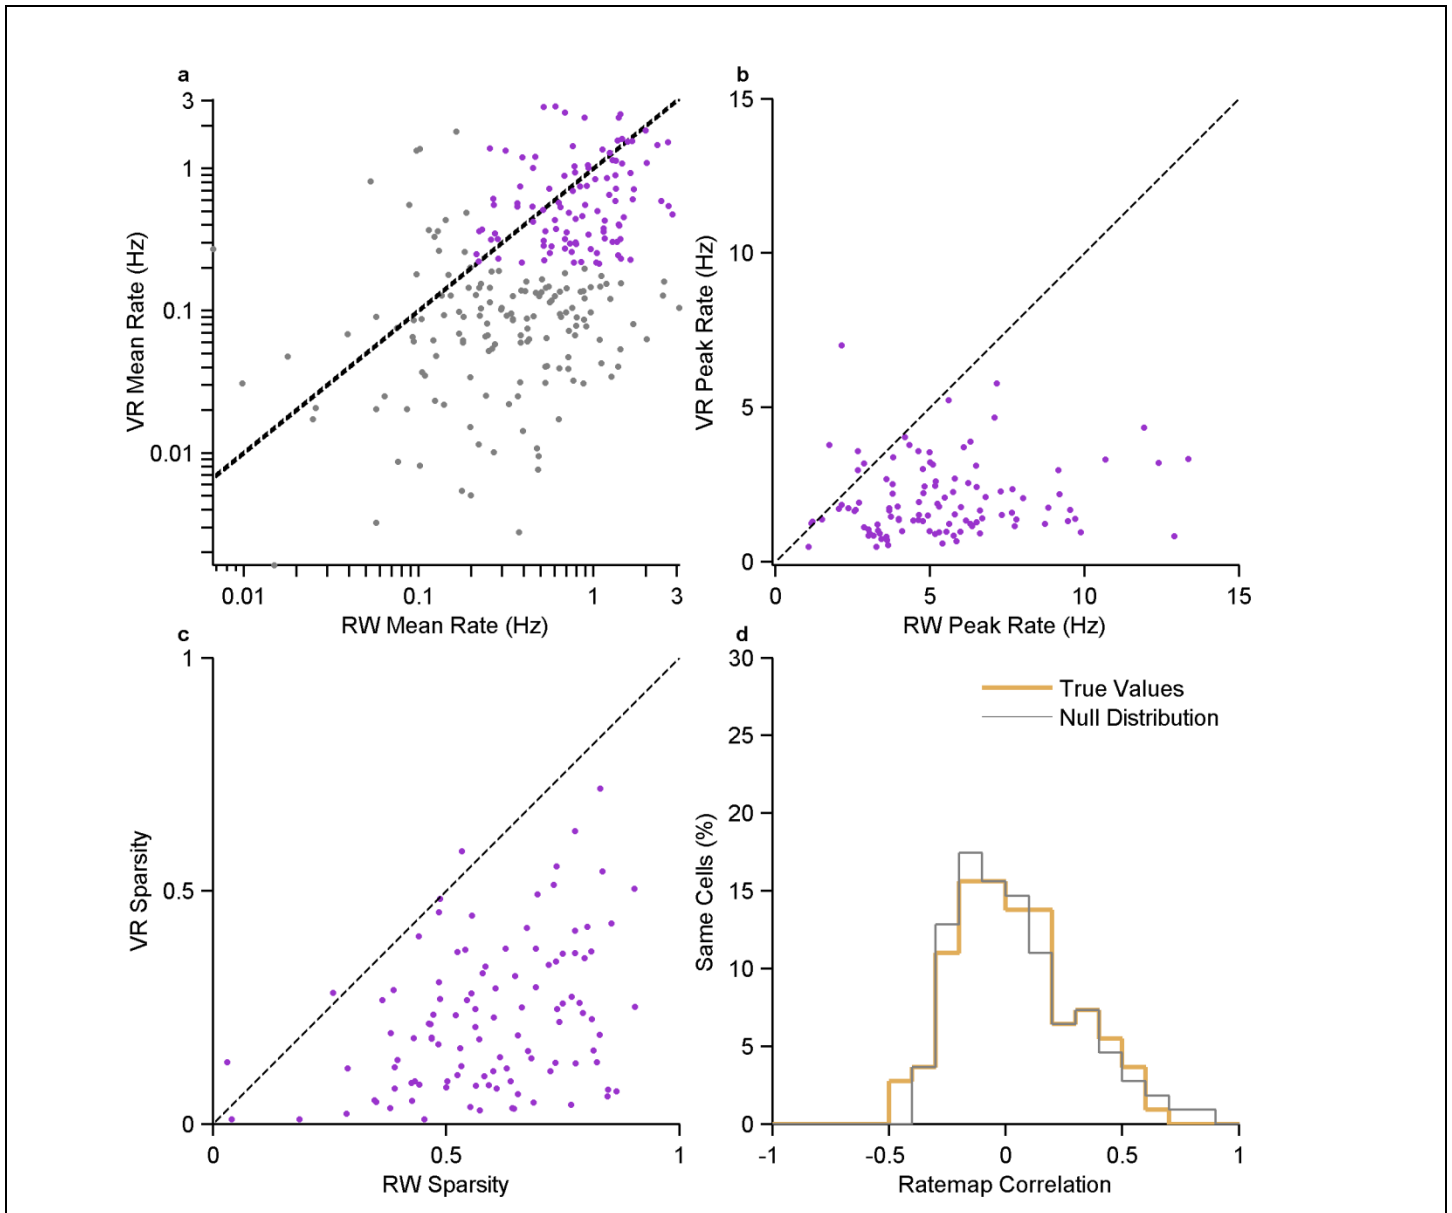 a
3
1
0.1
0.01
VR Mean Rate (Hz)
0.01 0.1 1 3
RW Mean Rate (Hz)
b
15
10
5
0
VR Peak Rate (Hz)
0 5 10 15
RW Peak Rate (Hz)
c
1
0.5
0
VR Sparsity
0 0.5 1
RW Sparsity
d
30
25
20
15
10
5
0
Same Cells (%)
True Values
Null Distribution
-1 -0.5 0 0.5 1
Ratemap Correlation